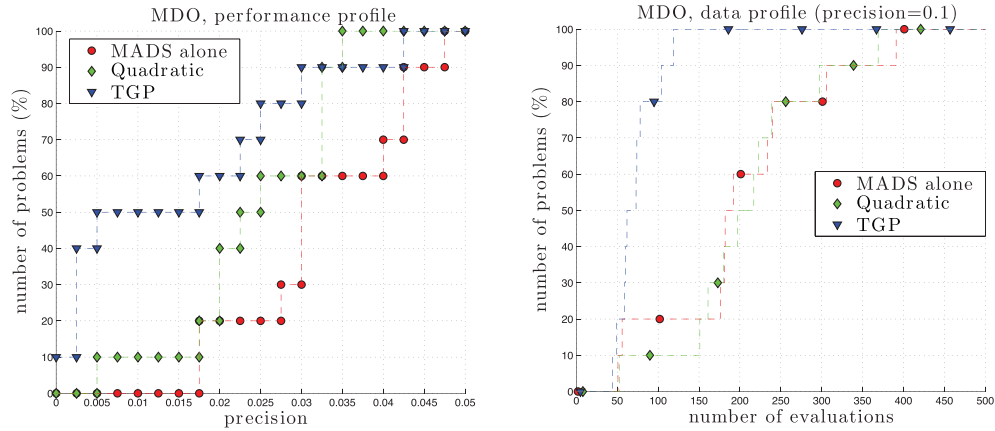 MDO, performance profile
number of problems (%)
100
90
80
70
60
50
40
30
20
10
0
MADS alone
Quadratic
TGP
0 0.005 0.01 0.015 0.02 0.025 0.03 0.035 0.04 0.045 0.05
precision
MDO, data profile (precision=0.1)
number of problems (%)
100
90
80
70
60
50
40
30
20
10
0
MADS alone
Quadratic
TGP
0 50 100 150 200 250 300 350 400 450 500
number of evaluations